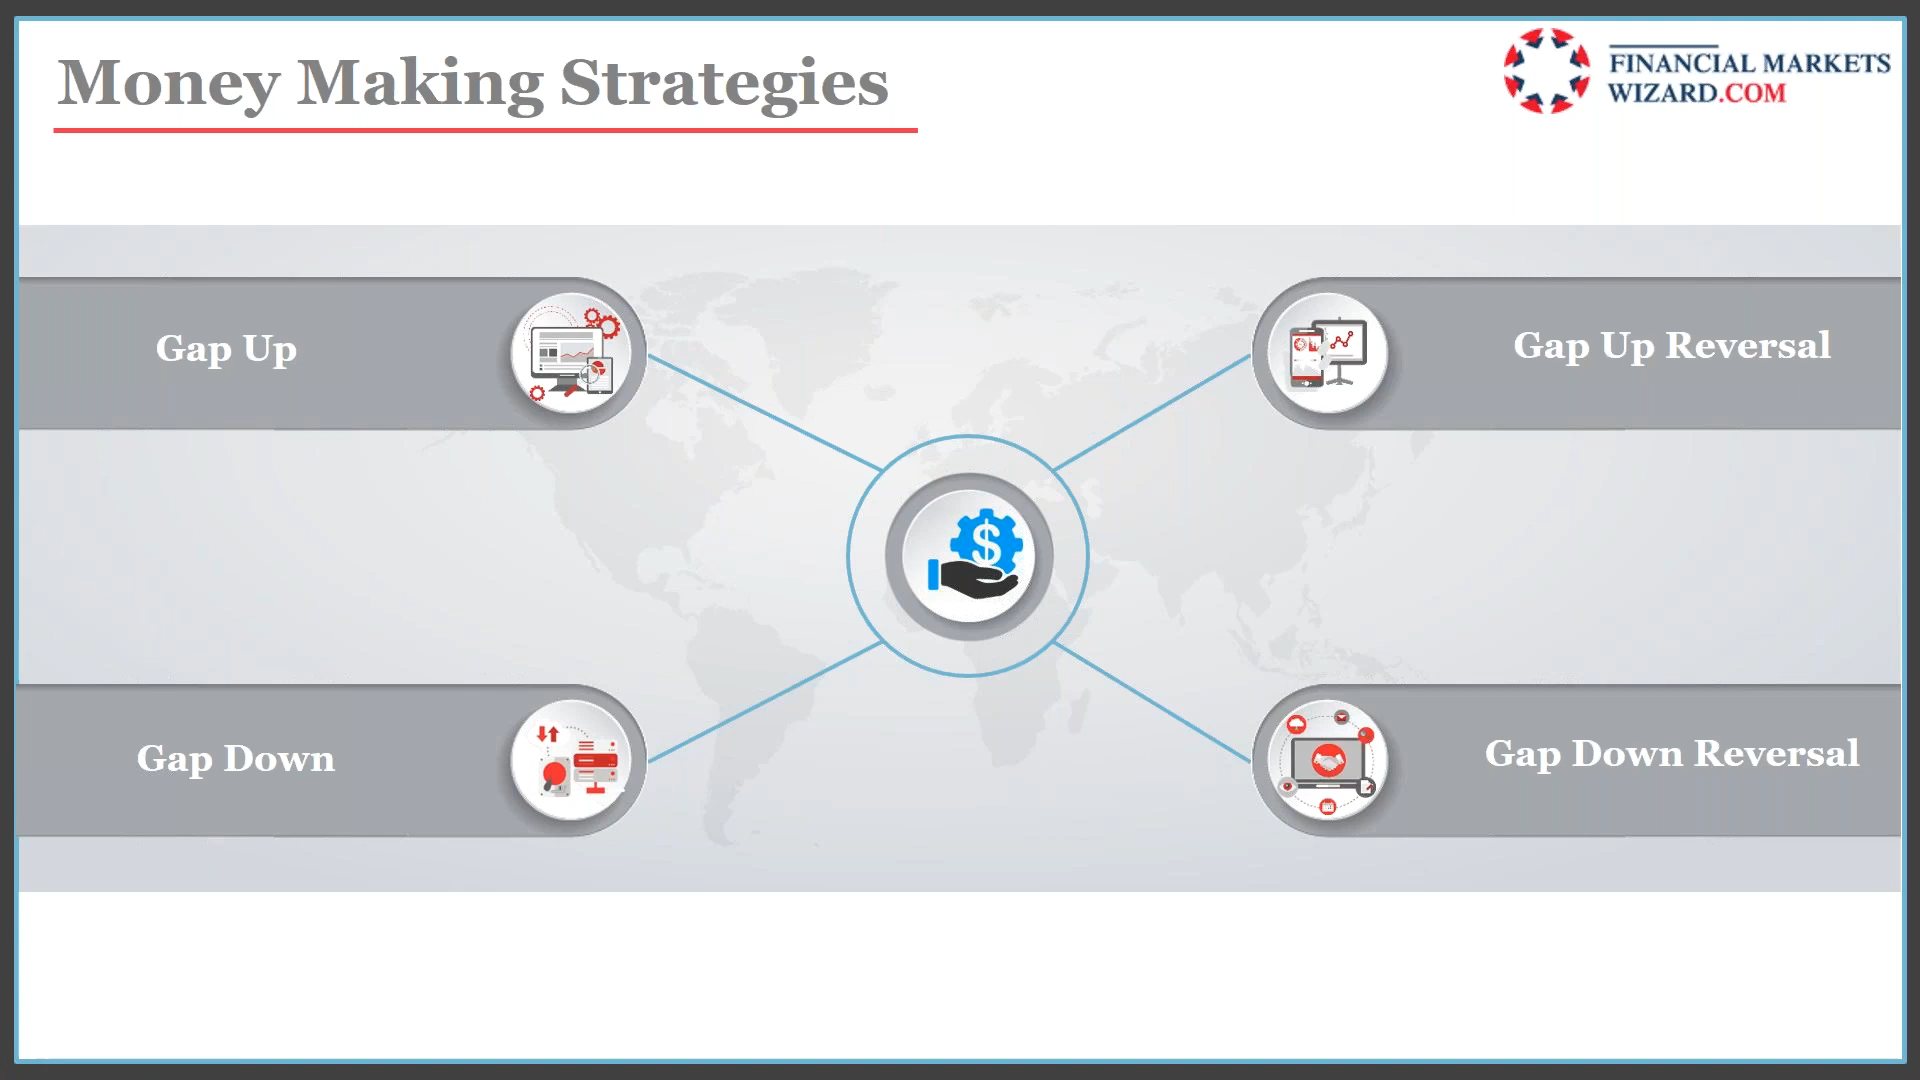 Money Making Strategies
FINANCIAL MARKETS
WIZARD.COM
Gap Up
Gap Up Reversal
$
Gap Down
Gap Down Reversal